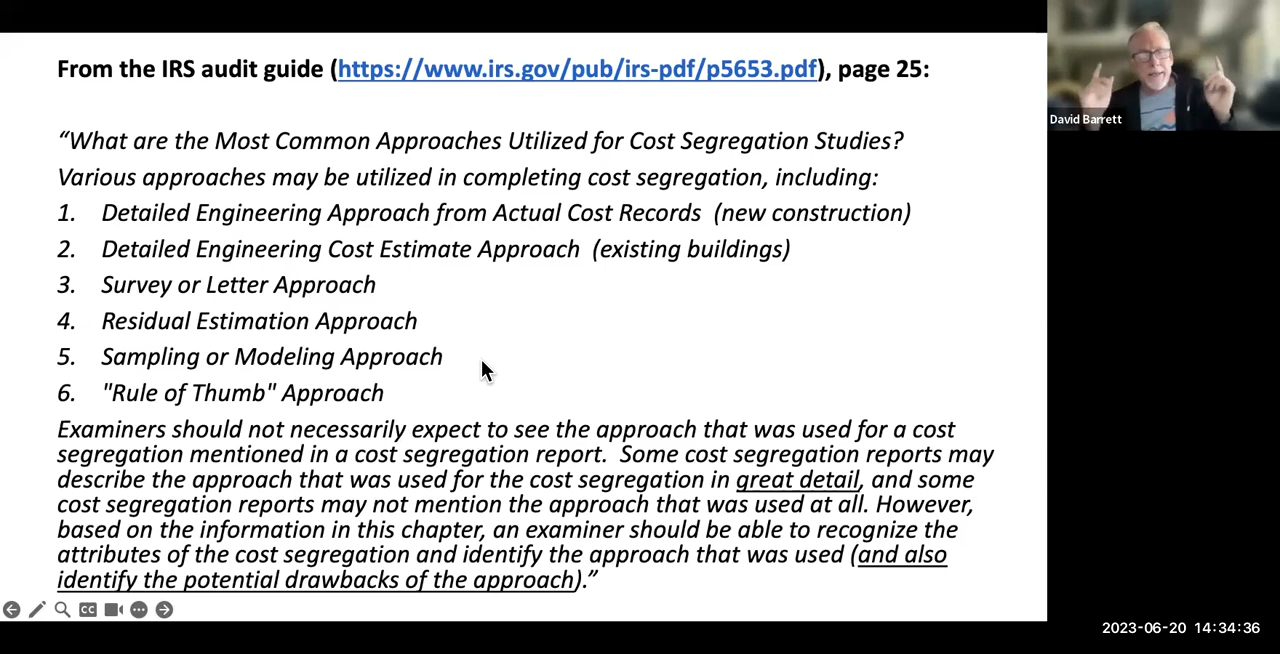 From the IRS audit guide (https://www.irs.gov/pub/irs-pdf/p5653.pdf), page 25:
“What are the Most Common Approaches Utilized for Cost Segregation Studies?
Various approaches may be utilized in completing cost segregation, including:
1. Detailed Engineering Approach from Actual Cost Records (new construction)
2. Detailed Engineering Cost Estimate Approach (existing buildings)
3. Survey or Letter Approach
4. Residual Estimation Approach
5. Sampling or Modeling Approach
6. "Rule of Thumb" Approach
Examiners should not necessarily expect to see the approach that was used for a cost
segregation mentioned in a cost segregation report. Some cost segregation reports may
describe the approach that was used for the cost segregation in great detail, and some
cost segregation reports may not mention the approach that was used at all. However,
based on the information in this chapter, an examiner should be able to recognize the
attributes of the cost segregation and identify the approach that was used (and also
identify the potential drawbacks of the approach).”
CC
David Barrett
2023-06-20 14:34:36